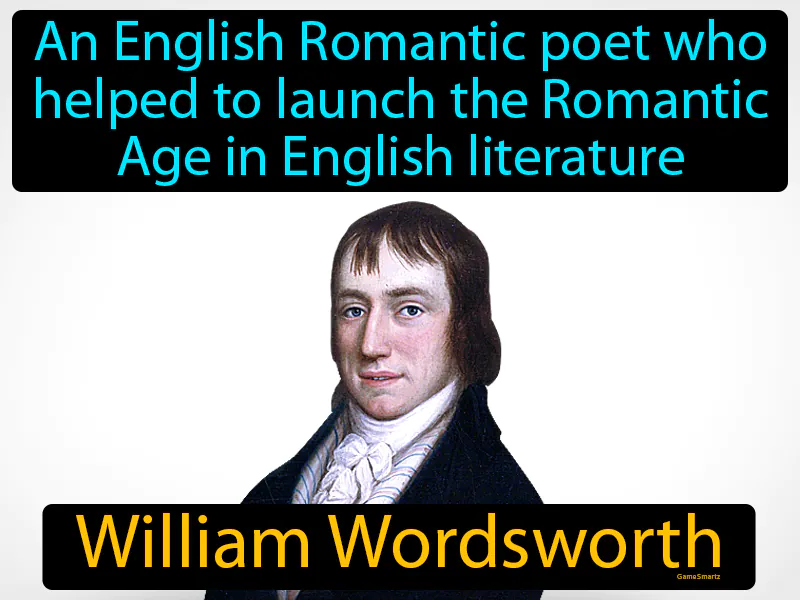 An English Romantic poet who
helped to launch the Romantic
Age in English literature
William Wordsworth
GameSmartz